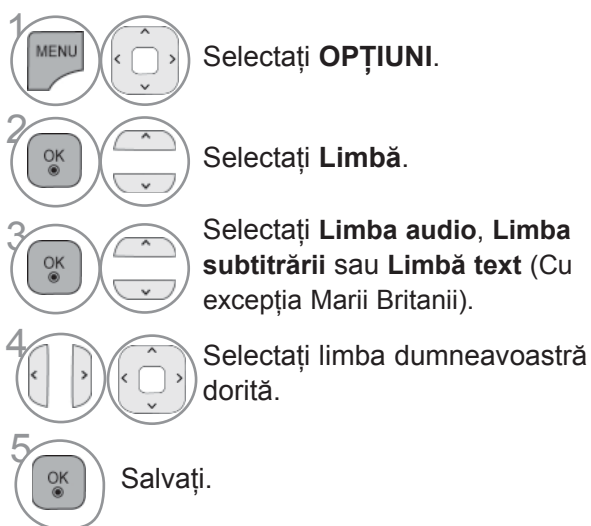 1
MENU
Selectați OPȚIUNI.
2
OK
Selectați Limbă.
3
OK
Selectați Limba audio, Limba
subtitrării sau Limbă text (Cu
excepția Marii Britanii).
4
Selectați limba dumneavoastră
dorită.
5
OK
Salvați.